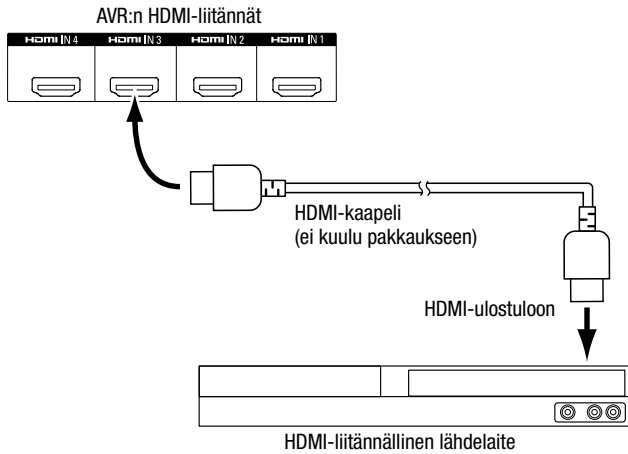 AVR:n HDMI-liitännät
HDMI IN 4 HDMI IN 3 HDMI IN 2 HDMI IN 1
HDMI-kaapeli
(ei kuulu pakkaukseen)
HDMI-ulostuloon
HDMI-liitännällinen lähdelaite